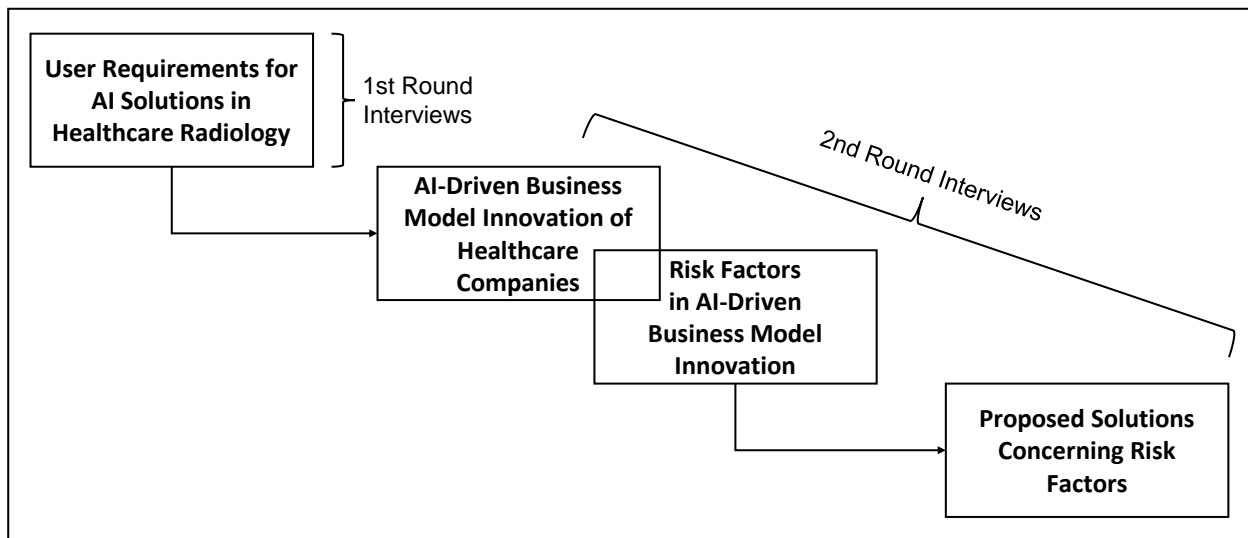 User Requirements for
AI Solutions in
Healthcare Radiology
1st Round
Interviews
2nd Round Interviews
AI-Driven Business
Model Innovation of
Healthcare
Companies
Risk Factors
in AI-Driven
Business Model
Innovation
Proposed Solutions
Concerning Risk
Factors